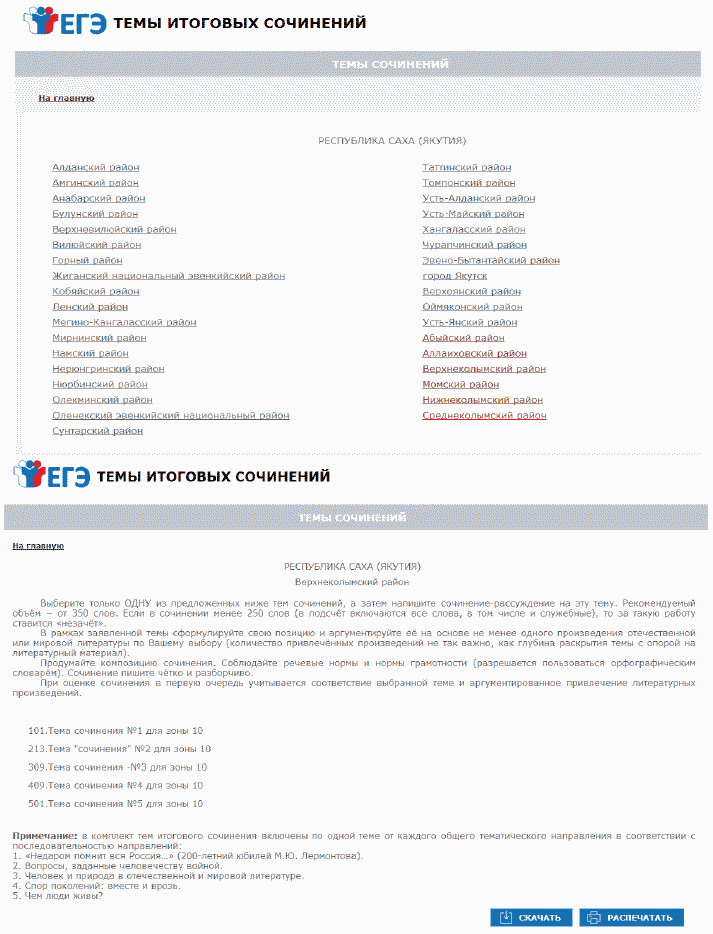 ЕГЭ ТЕМЫ ИТОГОВЫХ СОЧИНЕНИЙ
ТЕМЫ СОЧИНЕНИЙ
На главную
РЕСПУБЛИКА САХА (ЯКУТИЯ)
Алданский район
Амгинский район
Анабарский район
Булунский район
Верхневилюйский район
Вилюйский район
Горный район
Жиганский национальный эвенкийский район
Кобяйский район
Ленский район
Мегино-Кангаласский район
Мирнинский район
Намский район
Нерюнгринский район
Нюрбинский район
Олекминский район
Оленекский эвенкийский национальный район
Сунтарский район
Таттинский район
Томпонский район
Усть-Алданский район
Усть-Майский район
Хангаласский район
Чурапчинский район
Эвено-Бытантайский район
город Якутск
Верхоянский район
Оймяконский район
Усть-Янский район
Абыйский район
Аллаиховский район
Верхнеколымский район
Момский район
Нижнеколымский район
Среднеколымский район
ЕГЭ ТЕМЫ ИТОГОВЫХ СОЧИНЕНИЙ
ТЕМЫ СОЧИНЕНИЙ
На главную
РЕСПУБЛИКА САХА (ЯКУТИЯ)
Верхнеколымский район
Выберите только ОДНУ из предложенных ниже тем сочинений, а затем напишите сочинение-рассуждение на эту тему. Рекомендуемый
объём – от 350 слов. Если в сочинении менее 250 слов (в подсчёт включаются все слова, в том числе и служебные), то за такую работу
ставится «незачёт».
В рамках заявленной темы сформулируйте свою позицию и аргументируйте её на основе не менее одного произведения отечественной
или мировой литературы по Вашему выбору (количество привлечённых произведений не так важно, как глубина раскрытия темы с опорой на
литературный материал).
Продумайте композицию сочинения. Соблюдайте речевые нормы и нормы грамотности (разрешается пользоваться орфографическим
словарём). Сочинение пишите чётко и разборчиво.
При оценке сочинения в первую очередь учитывается соответствие выбранной теме и аргументированное привлечение литературных
произведений.
101.Тема сочинения №1 для зоны 10
213.Тема "сочинения" №2 для зоны 10
309.Тема сочинения -№3 для зоны 10
409.Тема сочинения №4 для зоны 10
501.Тема сочинения №5 для зоны 10
Примечание: в комплект тем итогового сочинения включены по одной теме от каждого общего тематического направления в соответствии с
последовательностью направлений:
1. «Недаром помнит вся Россия…» (200-летний юбилей М.Ю. Лермонтова).
2. Вопросы, заданные человечеству войной.
3. Человек и природа в отечественной и мировой литературе.
4. Спор поколений: вместе и врозь.
5. Чем люди живы?
СКАЧАТЬ РАСПЕЧАТАТЬ